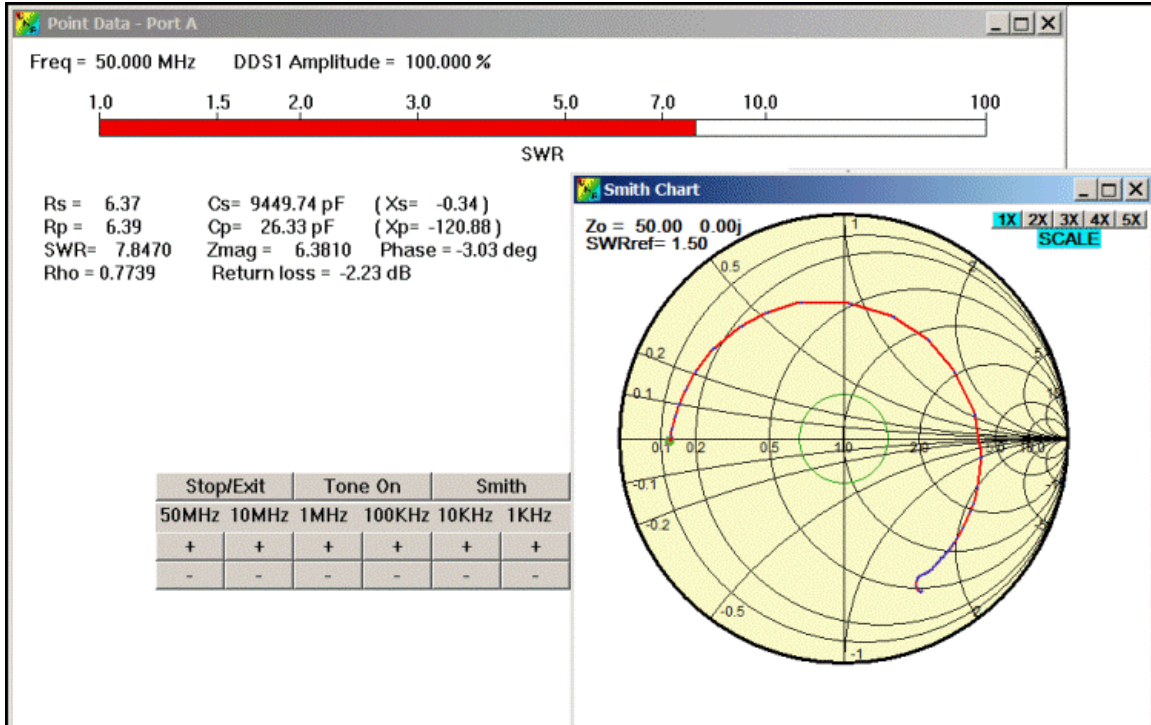 Point Data - Port A
Freq = 50.000 MHz DDS1 Amplitude = 100.000 %
1.0 1.5 2.0 3.0 5.0 7.0 10.0 100
SWR
Rs = 6.37 Cs= 9449.74 pF ( Xs= -0.34 )
Rp = 6.39 Cp= 26.33 pF ( Xp= -120.88 )
SWR= 7.8470 Zmag = 6.3810 Phase = -3.03 deg
Rho = 0.7739 Return loss = -2.23 dB
Stop/Exit Tone On Smith
50MHz 10MHz 1MHz 100KHz 10KHz 1KHz
+ + + + + +
- - - - - -
Smith Chart
Zo = 50.00 0.00j
SWRref= 1.50
1X 2X 3X 4X 5X
SCALE
1
0.5 2
0.2 5
0.1
0.1 0.2 0.5 1.0 2.0
-0.1
-0.2
-0.5 -2
-1